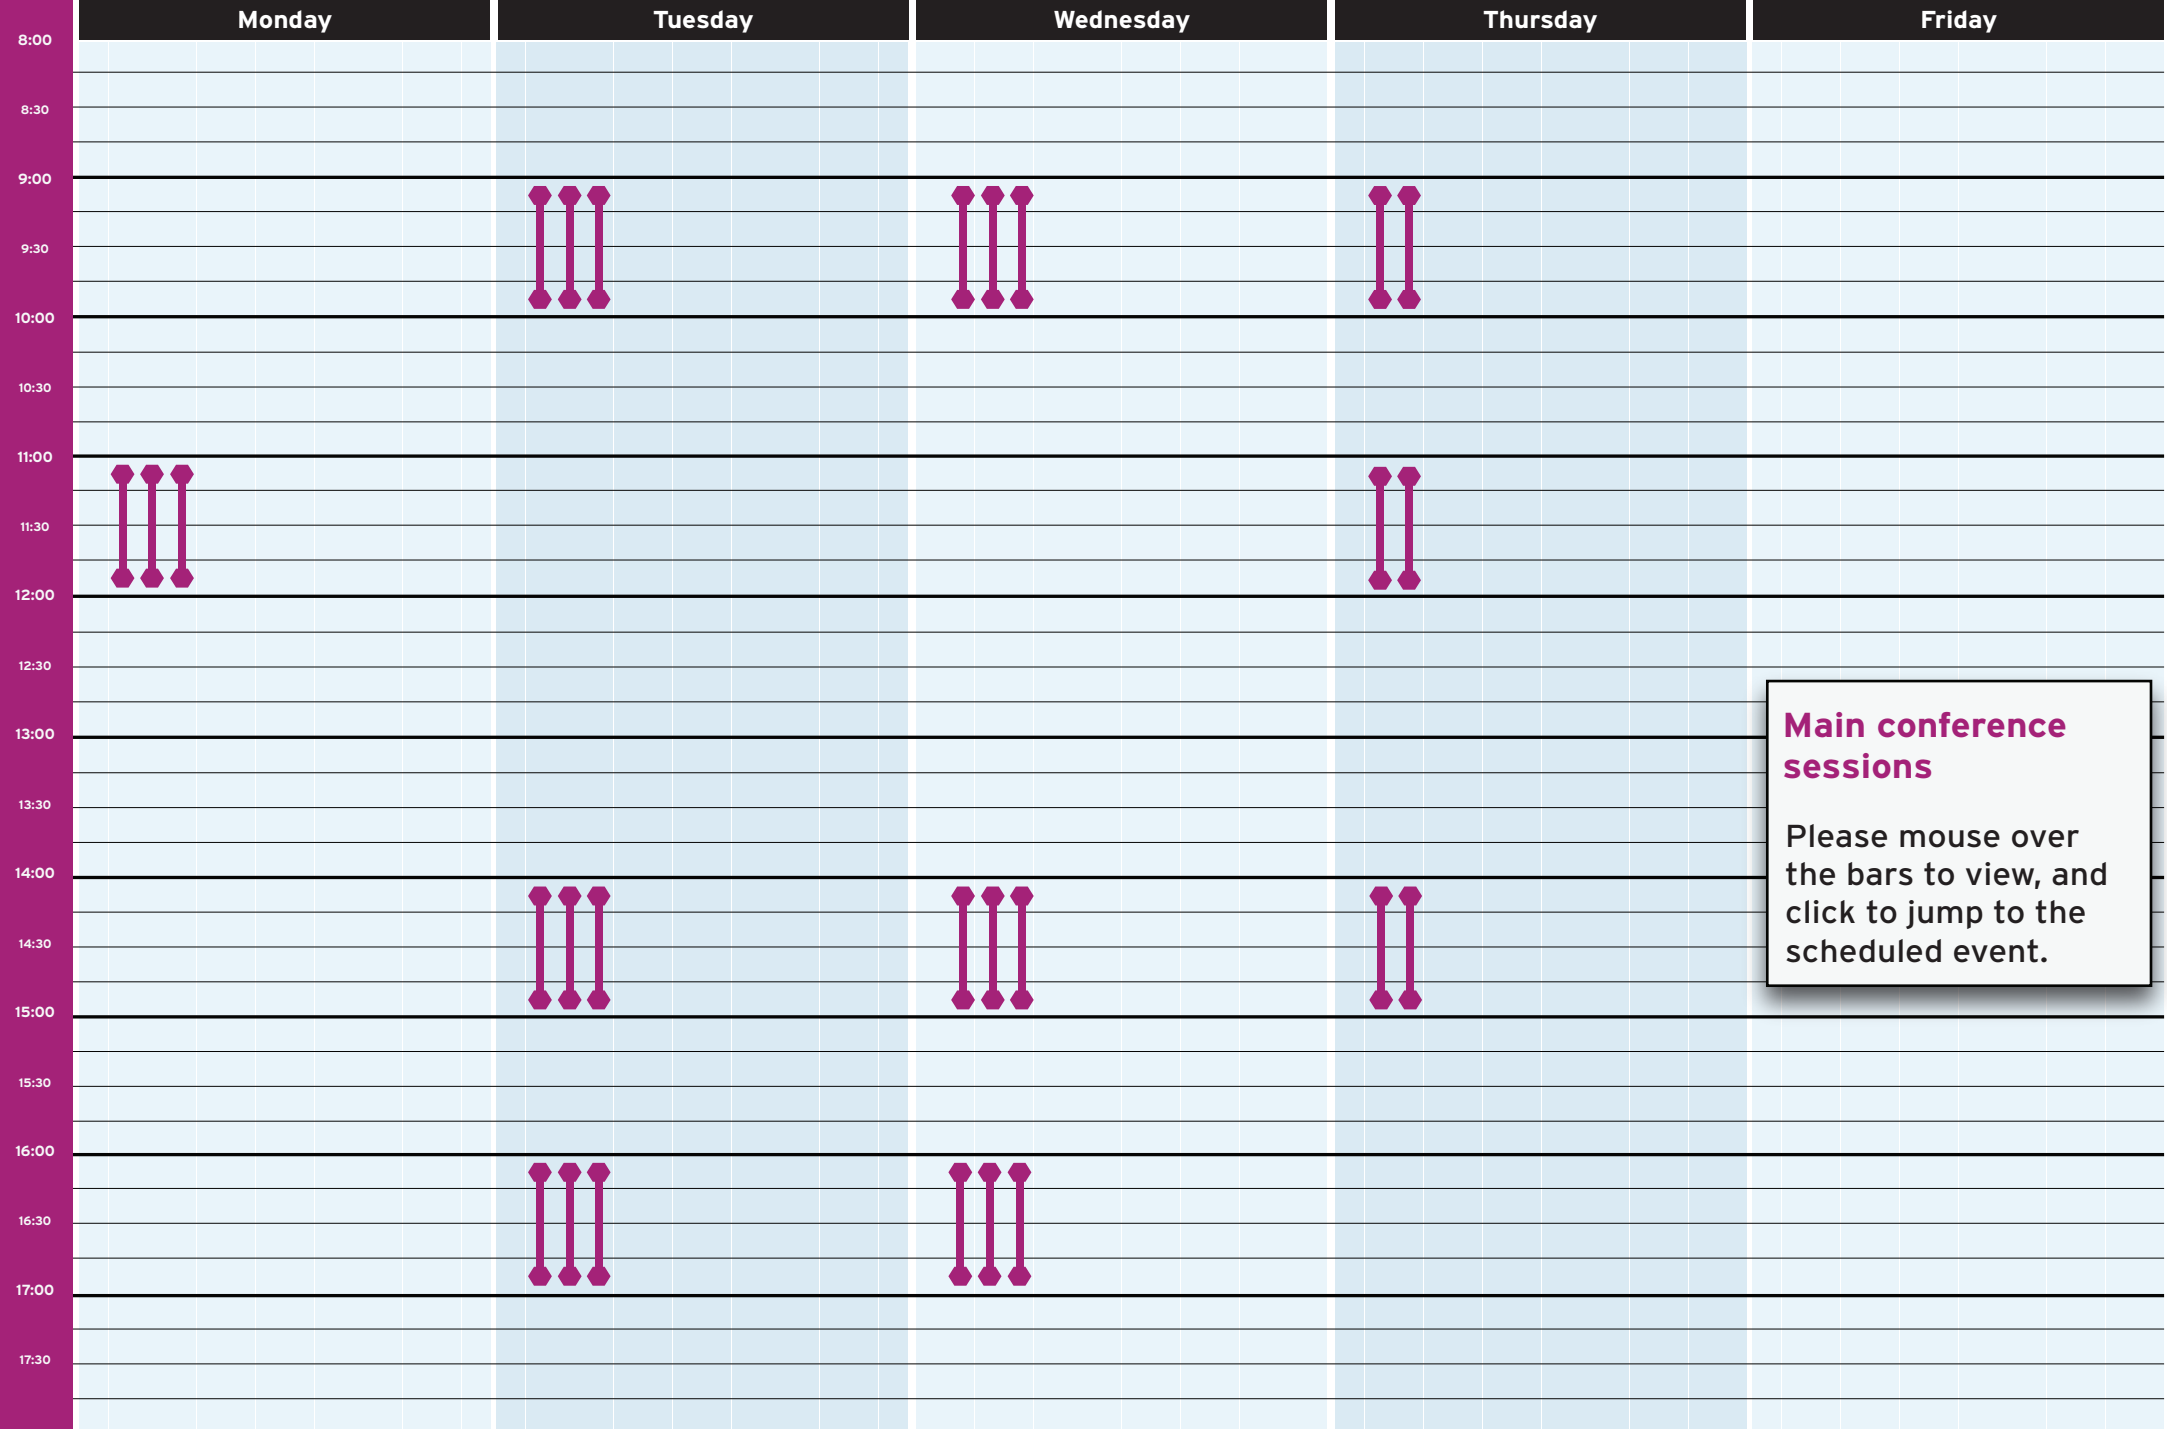 Monday
Tuesday
Wednesday
Thursday
Friday
8:00
8:30
9:00
9:30
10:00
10:30
11:00
11:30
12:00
12:30
13:00
13:30
14:00
14:30
15:00
15:30
16:00
16:30
17:00
17:30
Main conference
sessions
Please mouse over
the bars to view, and
click to jump to the
scheduled event.